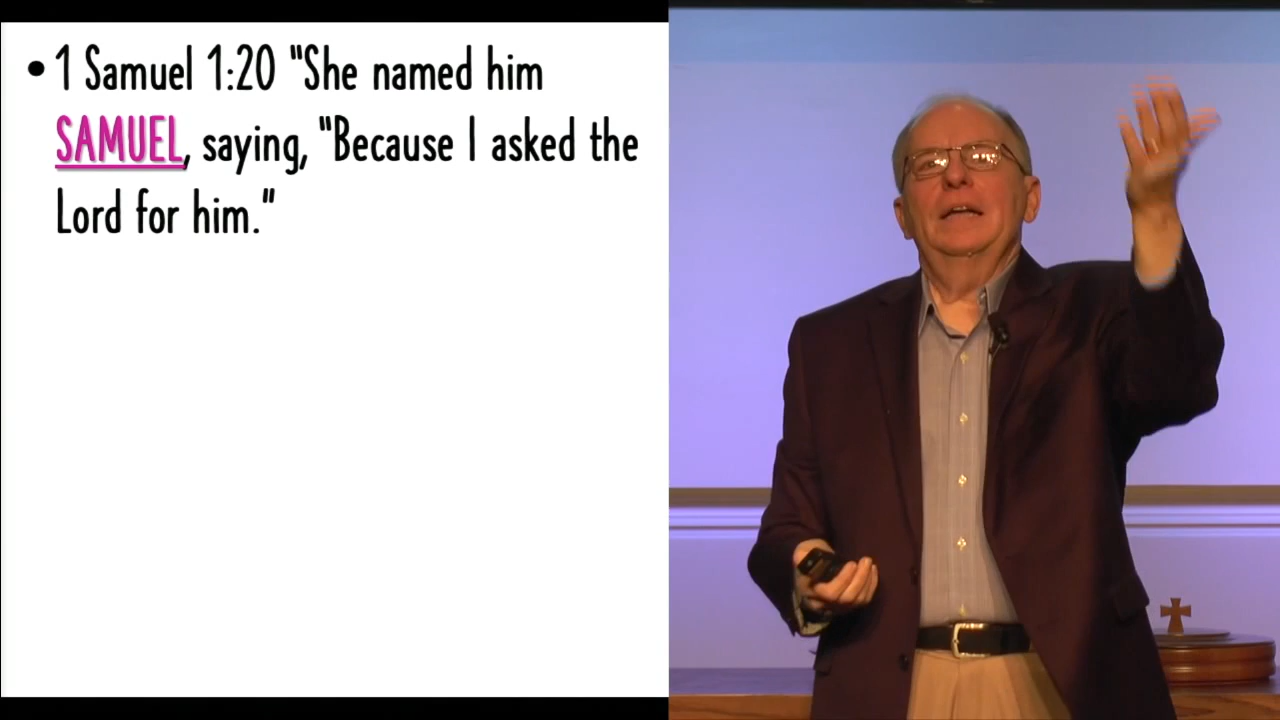 • 1 Samuel 1:20 "She named him
SAMUEL, saying, "Because I asked the
Lord for him."